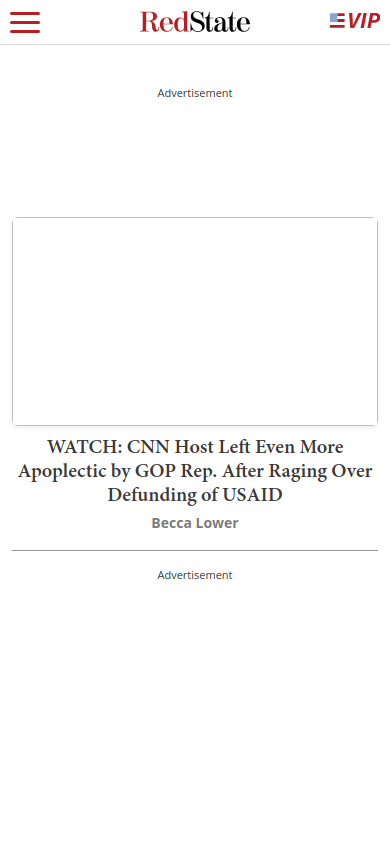 RedState
VIP
Advertisement
WATCH: CNN Host Left Even More
Apoplectic by GOP Rep. After Raging Over
Defunding of USAID
Becca Lower
Advertisement